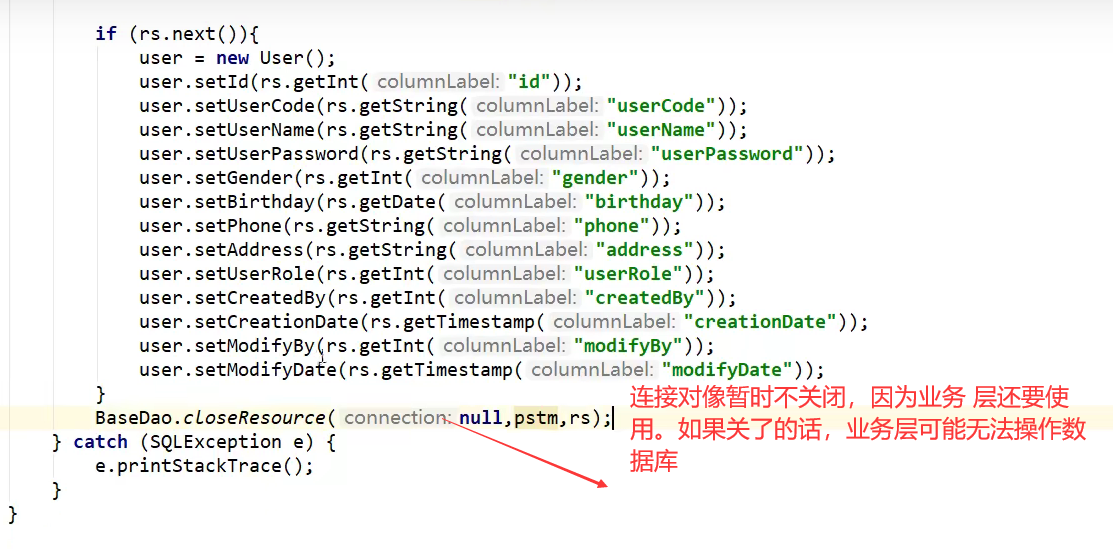 if (rs.next()){
user = new User();
user.setId(rs.getInt( columnLabel: "id"));
user.setUserCode(rs.getString( columnLabel: "userCode"));
user.setUserName(rs.getString( columnLabel: "userName"));
user.setUserPassword(rs.getString( columnLabel: "userPassword"));
user.setGender(rs.getInt( columnLabel: "gender"));
user.setBirthday(rs.getDate( columnLabel: "birthday"));
user.setPhone(rs.getString( columnLabel: "phone"));
user.setAddress(rs.getString( columnLabel: "address"));
user.setUserRole(rs.getInt( columnLabel: "userRole"));
user.setCreatedBy(rs.getInt( columnLabel: "createdBy"));
user.setCreationDate(rs.getTimestamp( columnLabel: "creationDate"));
user.setModifyBy(rs.getInt( columnLabel: "modifyBy"));
user.setModifyDate(rs.getTimestamp( columnLabel: "modifyDate"));
}
BaseDao.closeResource( connection: null,pstm,rs);
} catch (SQLException e) {
e.printStackTrace();
}
}
连接对像暂时不关闭，因为业务 层还要使
用。如果关了的话，业务层可能无法操作数
据库